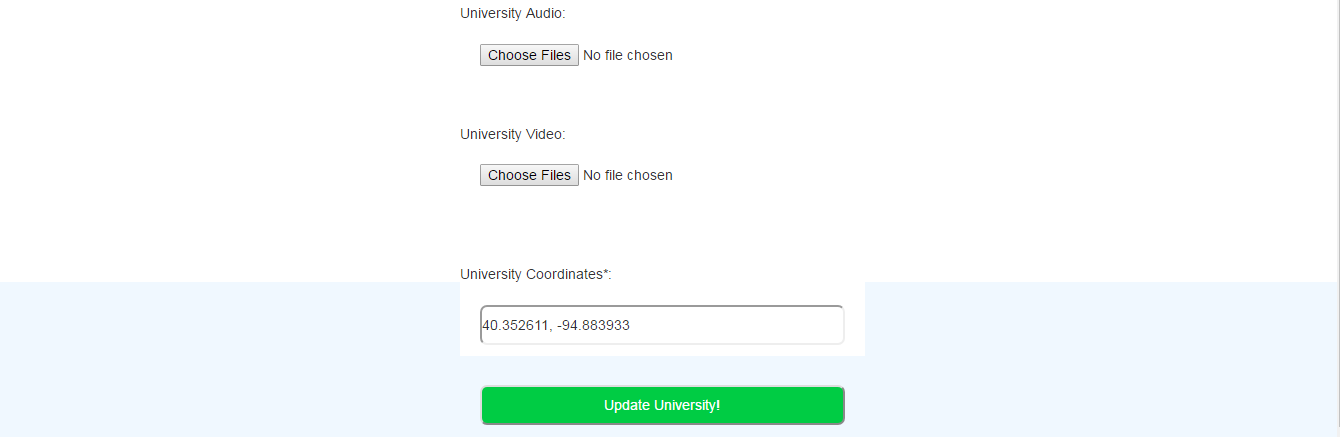 University Audio:
Choose Files No file chosen
University Video:
Choose Files No file chosen
University Coordinates*:
40.352611, -94.883933
Update University!